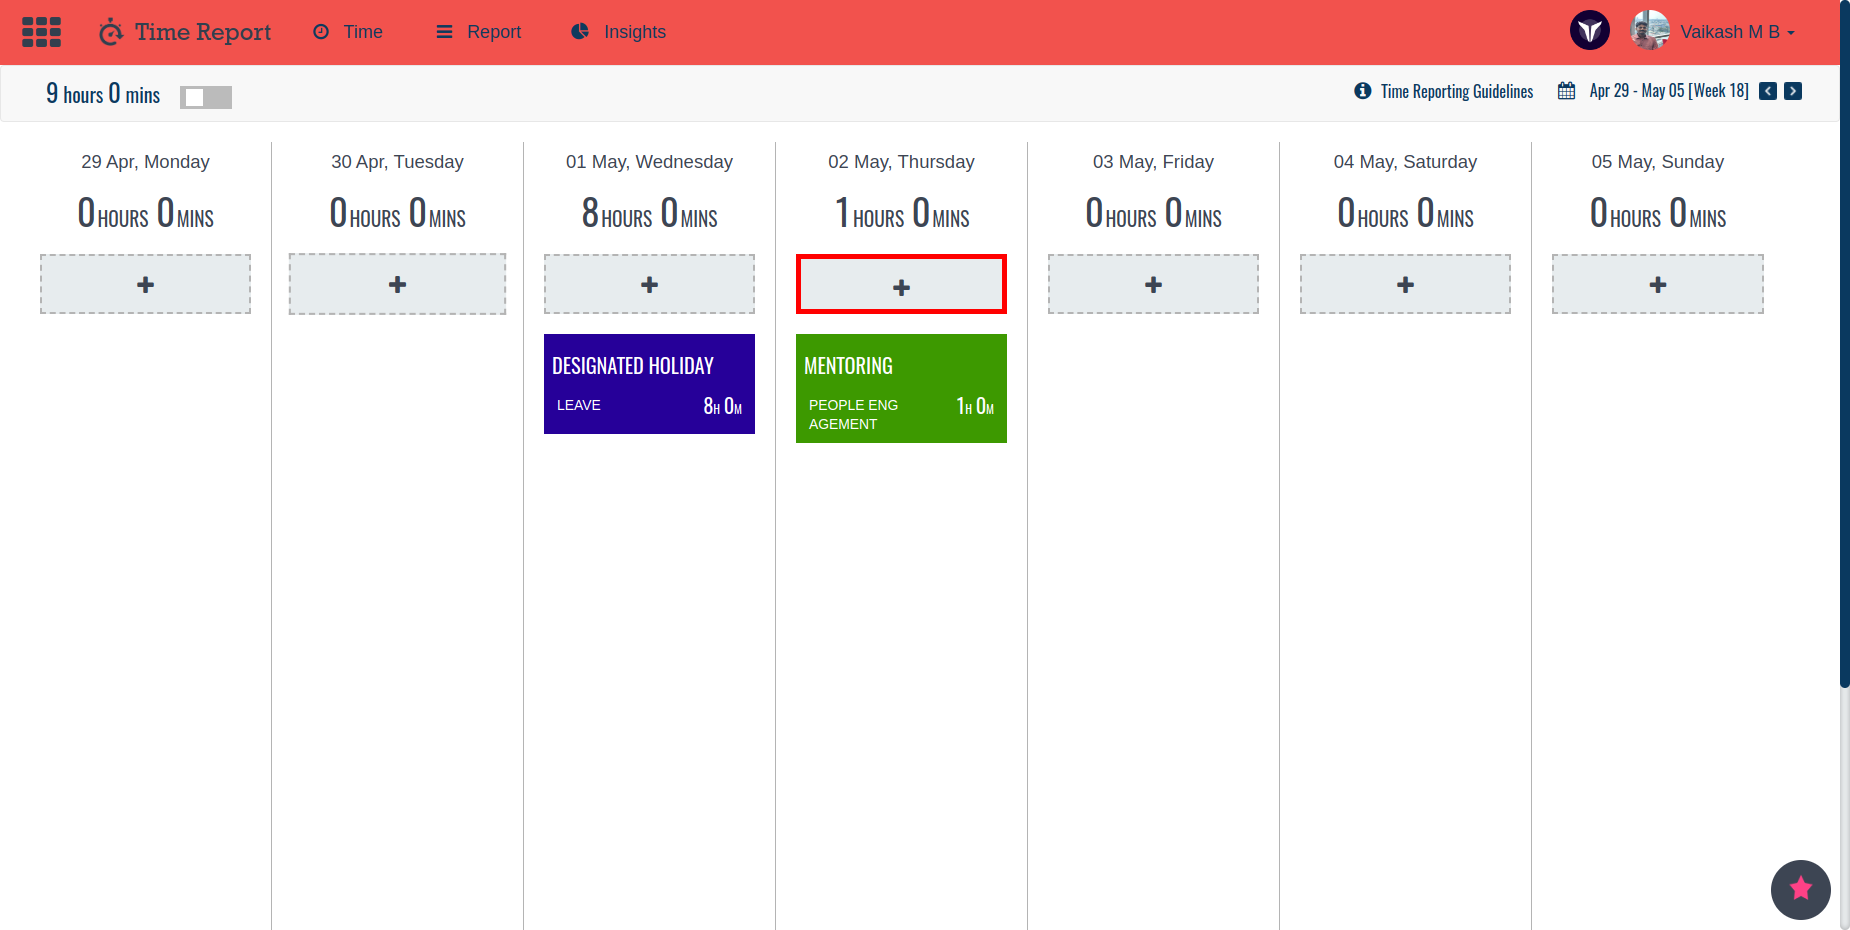 Time Report
Time
Report
Insights
Vaikash M B
9 hours 0 mins
Time Reporting Guidelines
Apr 29 - May 05 [Week 18]
29 Apr, Monday
30 Apr, Tuesday
01 May, Wednesday
02 May, Thursday
03 May, Friday
04 May, Saturday
05 May, Sunday
0 HOURS 0 MINS
0 HOURS 0 MINS
8 HOURS 0 MINS
1 HOURS 0 MINS
0 HOURS 0 MINS
0 HOURS 0 MINS
0 HOURS 0 MINS
DESIGNATED HOLIDAY
LEAVE
8H 0M
MENTORING
PEOPLE ENG
AGEMENT
1H 0M